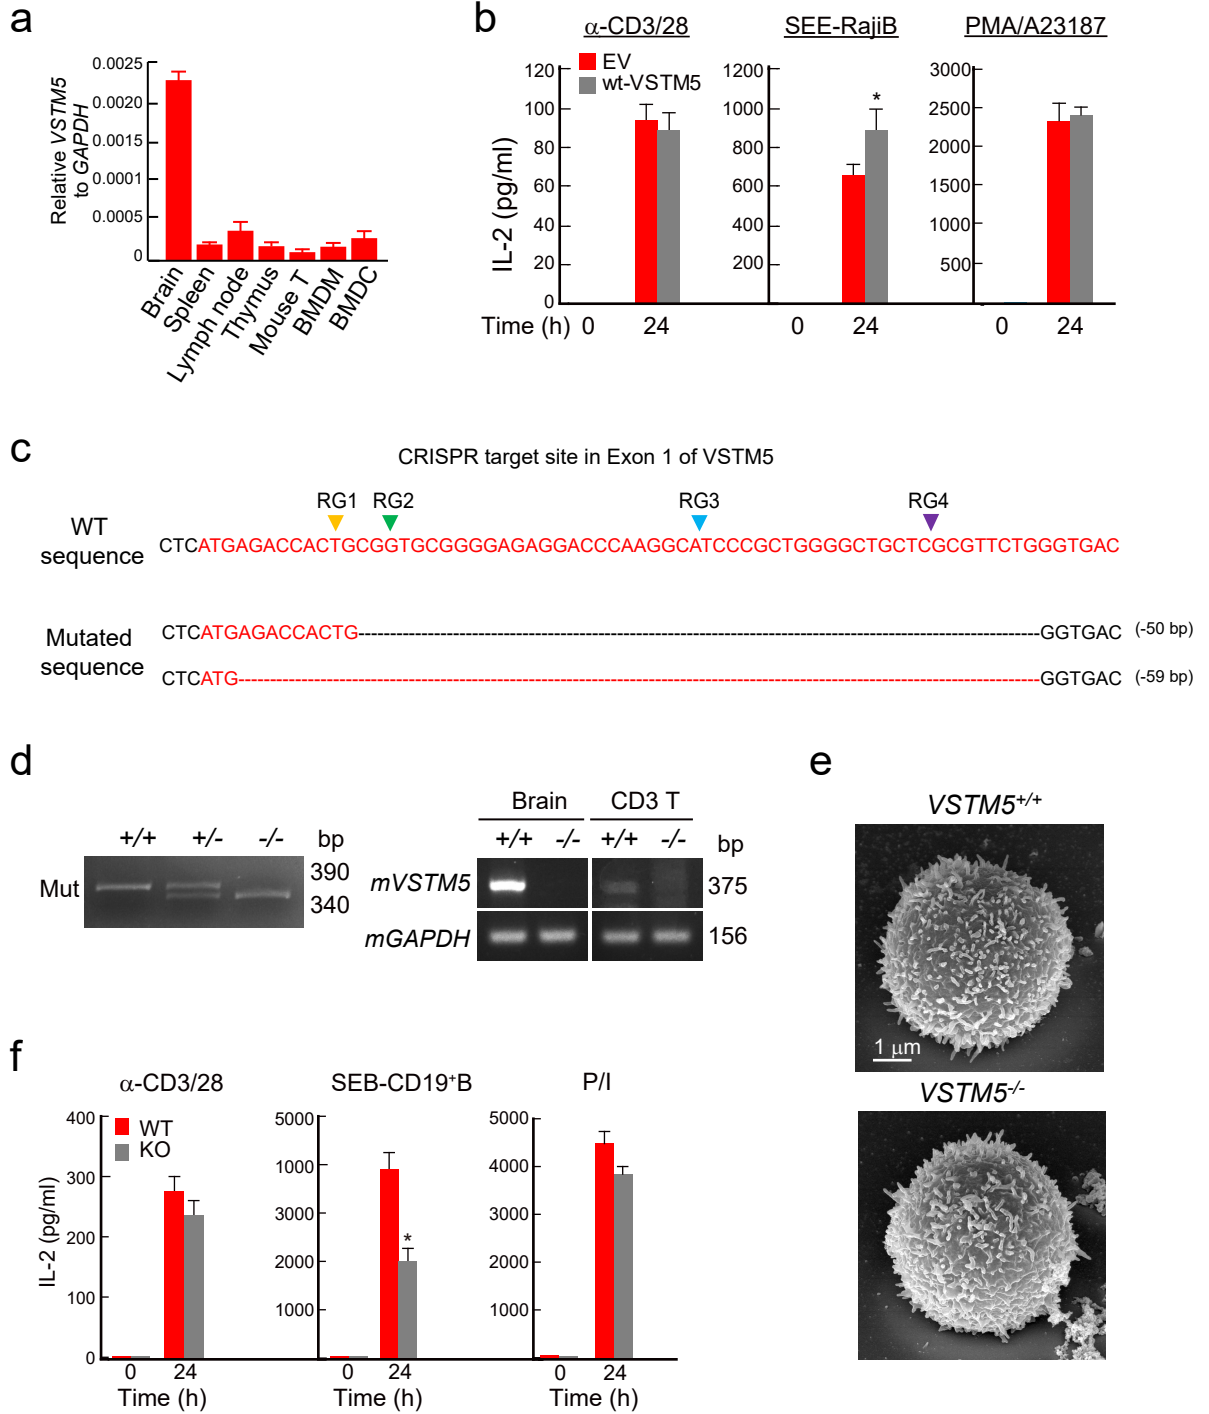 a
0.0025
0.0020
0.0015
0.0001
0.0005
0
Relative VSTM5
to GAPDH
Brain
Spleen
Lymph node
Thymus
Mouse T
BMDM
BMDC
b
α-CD3/28
SEE-RajiB
PMA/A23187
EV
wt-VSTM5
IL-2 (pg/ml)
120
100
80
60
40
20
0
1200
1000
800
600
400
200
*
3000
2500
2000
1500
1000
500
Time (h) 0 24 0 24 0 24
c
CRISPR target site in Exon 1 of VSTM5
RG1 RG2 RG3 RG4
WT
sequence
CTCATGAGACCACTGCGGTGCGGGGAGAGGACCCAAGGCATCCCGCTGGGGCTGCTCGCGTTCTGGGTGAC
Mutated
sequence
CTCATGAGACCACTG--------GGTGAC (-50 bp)
CTCATG--------GGTGAC (-59 bp)
d
+/+ +/- -/- bp
Mut
390
340
Brain CD3 T
+/+ -/- +/+ -/- bp
mVSTM5 375
mGAPDH 156
e
VSTM5+/+
1 μm
VSTM5-/-
f
α-CD3/28
SEB-CD19+B
P/I
WT
KO
IL-2 (pg/ml)
400
300
200
100
0
5000
1000
3000
2000
1000
*
5000
4000
3000
2000
1000
0 24 0 24 0 24
Time (h) Time (h) Time (h)